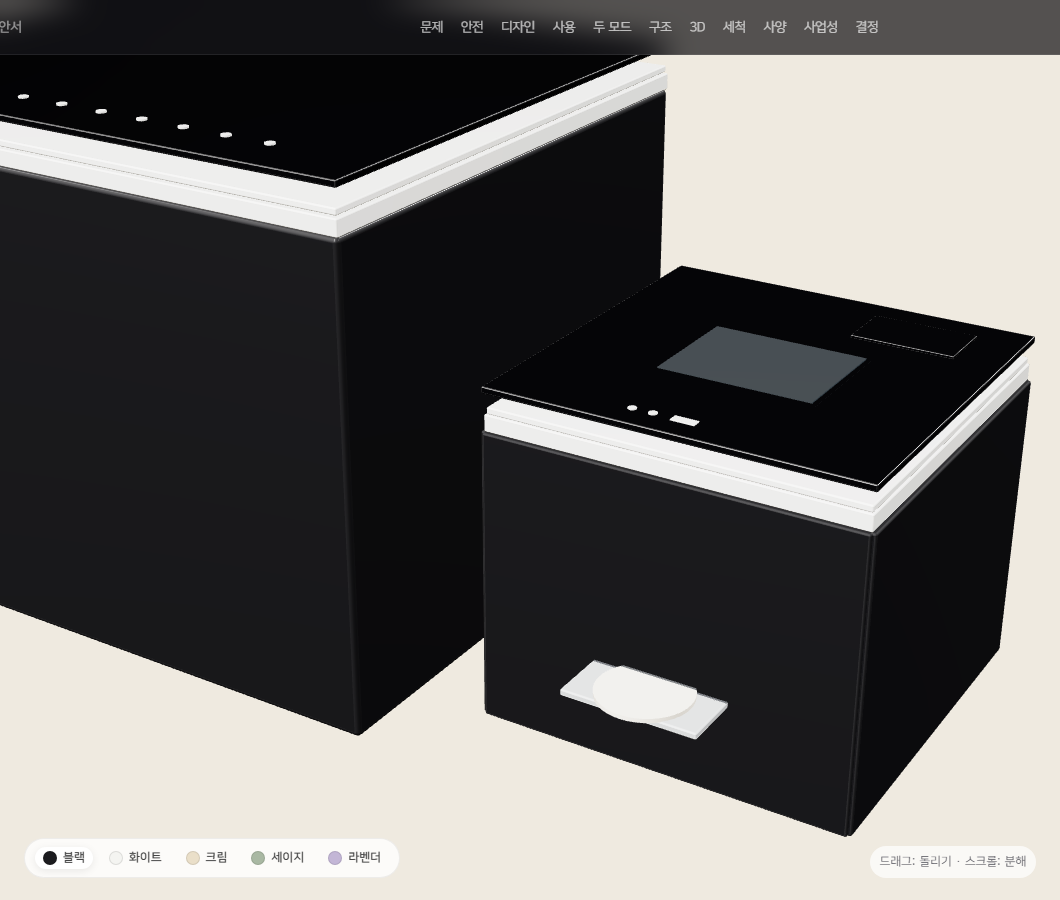 안서
문제 안전 디자인 사용 두 모드 구조 3D 세척 사양 사업성 결정
블랙 화이트 크림 세이지 라벤더
드래그: 돌리기 · 스크롤: 분해